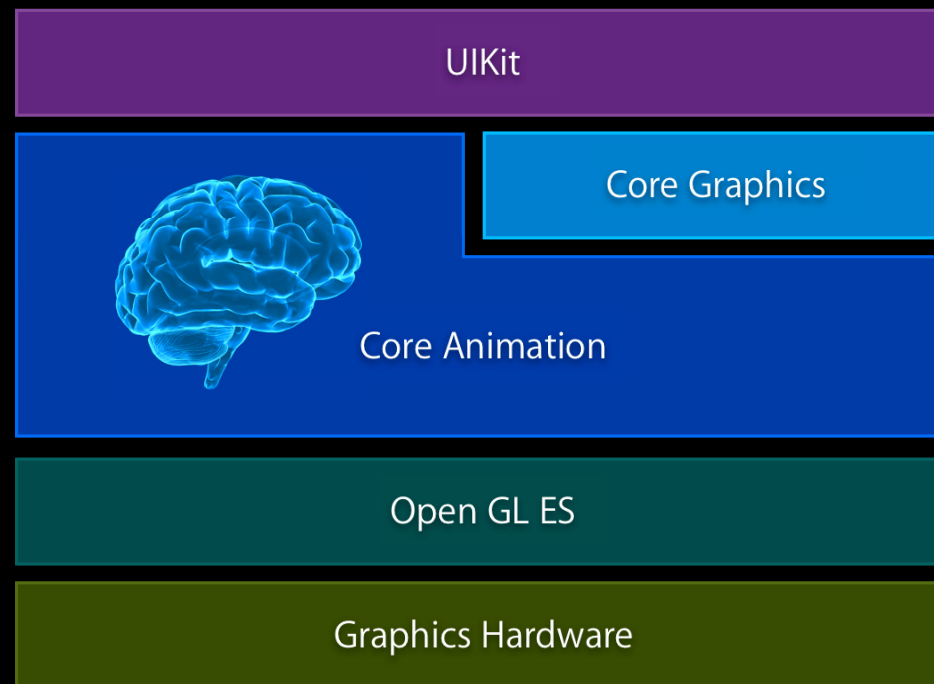 UIKit
Core Graphics
Core Animation
Open GL ES
Graphics Hardware